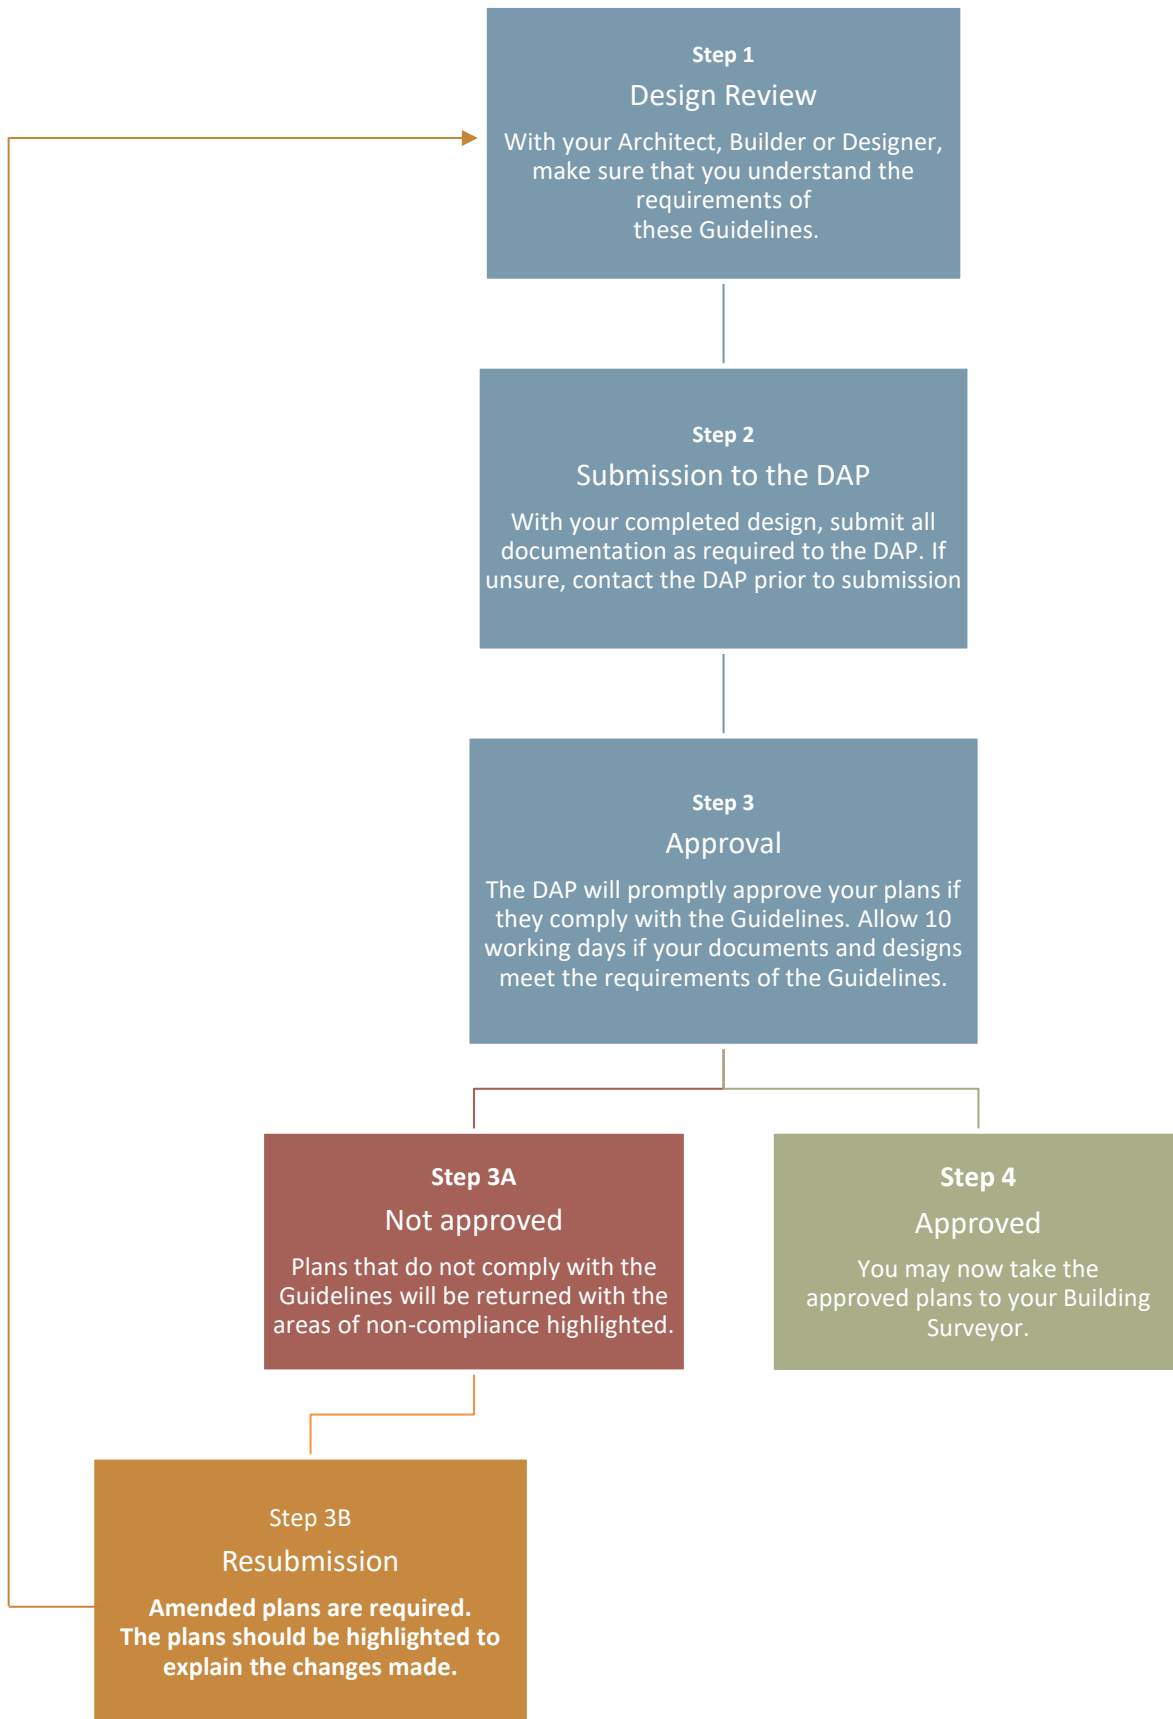 Step 1
Design Review
With your Architect, Builder or Designer,
make sure that you understand the
requirements of
these Guidelines.
Step 2
Submission to the DAP
With your completed design, submit all
documentation as required to the DAP. If
unsure, contact the DAP prior to submission
Step 3
Approval
The DAP will promptly approve your plans if
they comply with the Guidelines. Allow 10
working days if your documents and designs
meet the requirements of the Guidelines.
Step 3A
Not approved
Plans that do not comply with the
Guidelines will be returned with the
areas of non-compliance highlighted.
Step 4
Approved
You may now take the
approved plans to your Building
Surveyor.
Step 3B
Resubmission
Amended plans are required.
The plans should be highlighted to
explain the changes made.